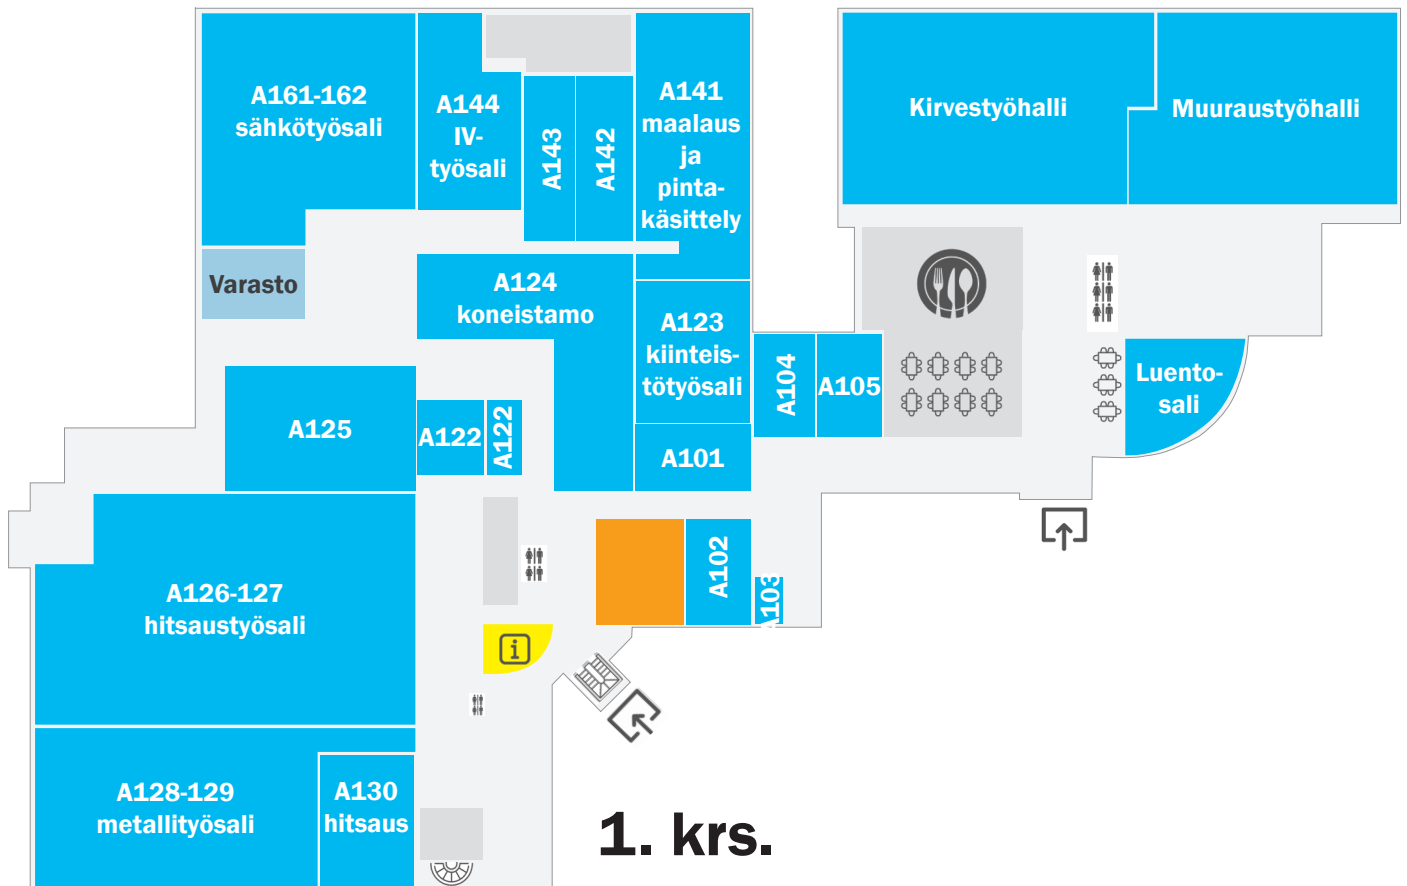 A161-162
sähkötyösali
A144
IV-
työsali
A143
A142
A141
maalaus
ja
pinta-
käsittely
Kirvestyöhalli
Muuraustyöhalli
Varasto
A124
koneistamo
A123
kiinteis-
tötyösali
A104
A105
Luento-
sali
A125
A122
A122
A101
A126-127
hitsaustyösali
A102
A103
i
A128-129
metallityösali
A130
hitsaus
1. krs.